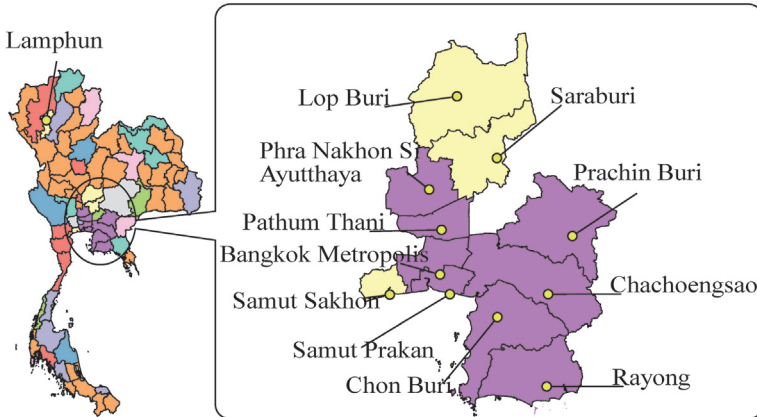 Lamphun
Lop Buri
Saraburi
Phra Nakhon Si
Ayutthaya
Prachin Buri
Pathum Thani
Bangkok Metropolis
Chachoengsao
Samut Sakhon
Samut Prakan
Chon Buri
Rayong